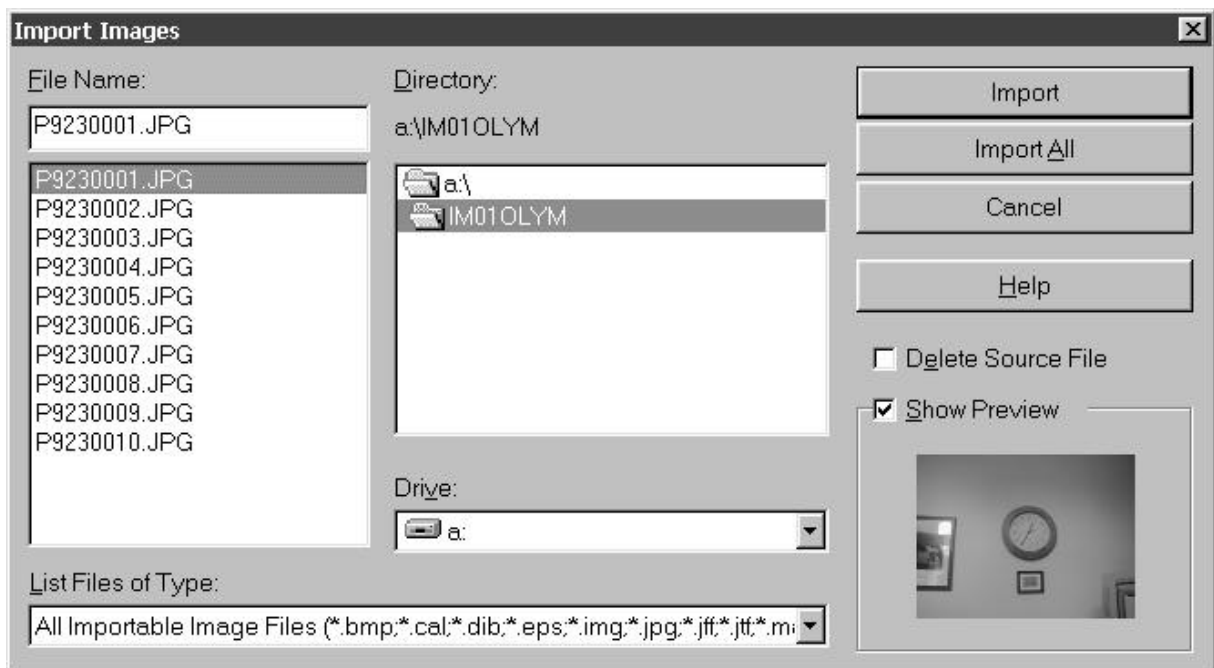 Import Images
File Name:
P9230001.JPG
P9230001.JPG
P9230002.JPG
P9230003.JPG
P9230004.JPG
P9230005.JPG
P9230006.JPG
P9230007.JPG
P9230008.JPG
P9230009.JPG
P9230010.JPG
List Files of Type:
All Importable Image Files (*.bmp;*.cal;*.dib;*.eps;*.img;*.jpg;*.jff;*.jtf;*.ma
Directory:
a:\IM01OLYM
a:\
IM01OLYM
Drive:
a:
Import
Import All
Cancel
Help
Delete Source File
Show Preview